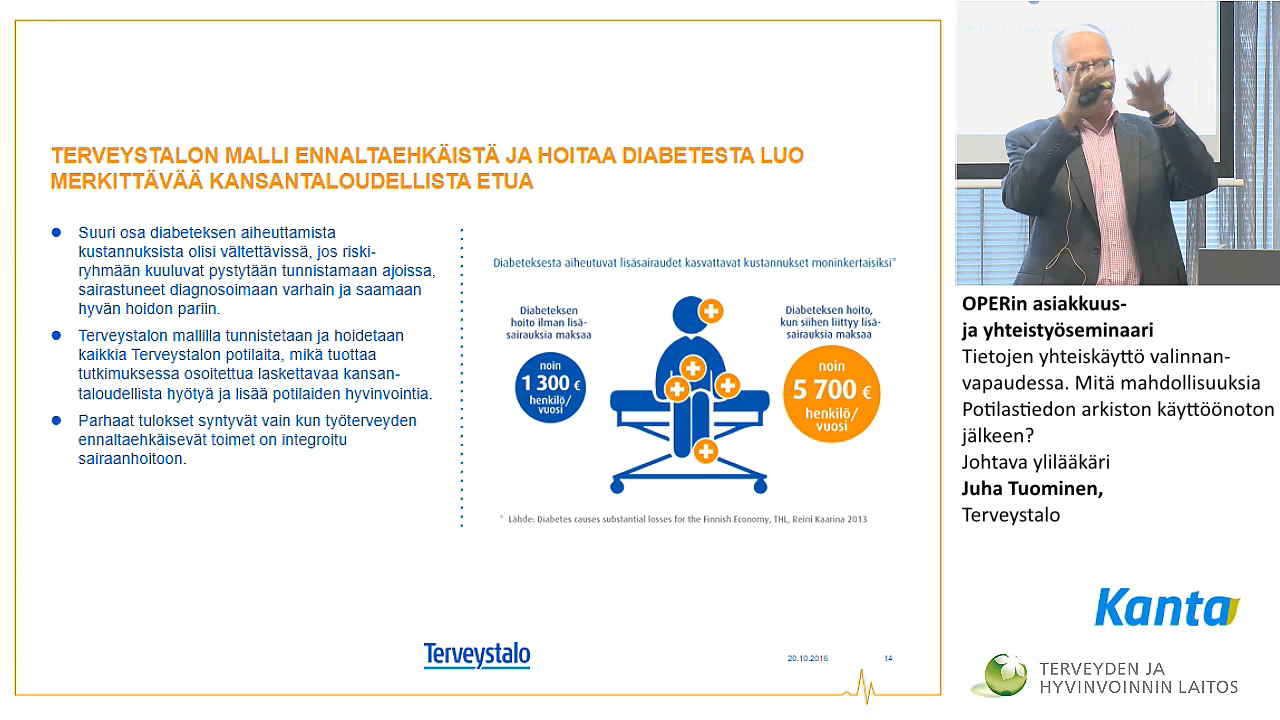 TERVEYSTALON MALLI ENNALTAEHKÄISTÄ JA HOITAA DIABETESTA LUO
MERKITTÄVÄÄ KANSANTALOUDELLISTA ETUA
Suuri osa diabeteksen aiheuttamista
kustannuksista olisi vältettävissä, jos riski-
ryhmään kuuluvat pystytään tunnistamaan ajoissa,
sairastuneet diagnosoimaan varhain ja saamaan
hyvän hoidon pariin.
Terveystalon mallilla tunnistetaan ja hoidetaan
kaikkia Terveystalon potilaita, mikä tuottaa
tutkimuksessa osoitettua laskettavaa kansan-
taloudellista hyötyä ja lisää potilaiden hyvinvointia.
Parhaat tulokset syntyvät vain kun työterveyden
ennaltaehkäisevät toimet on integroitu
sairaanhoitoon.
Diabeteksesta aiheutuvat lisäsairaudet kasvattavat kustannukset moninkertaisiksi*
Diabeteksen
hoito ilman lisä-
sairauksia maksaa
noin
1 300 €
henkilö/
vuosi
Diabeteksen hoito,
kun siihen liittyy lisä-
sairauksia maksaa
noin
5 700 €
henkilö/
vuosi
* Lähde: Diabetes causes substantial losses for the Finnish Economy, THL, Reini Kaarina 2013
Terveystalo
20.10.2016
14
OPERin asiakkuus-
ja yhteistyöseminaari
Tietojen yhteiskäyttö valinnan-
vapaudessa. Mitä mahdollisuuksia
Potilastiedon arkiston käyttöönoton
jälkeen?
Johtava ylilääkäri
Juha Tuominen,
Terveystalo
Kanta
TERVEYDEN JA
HYVINVOINNIN LAITOS